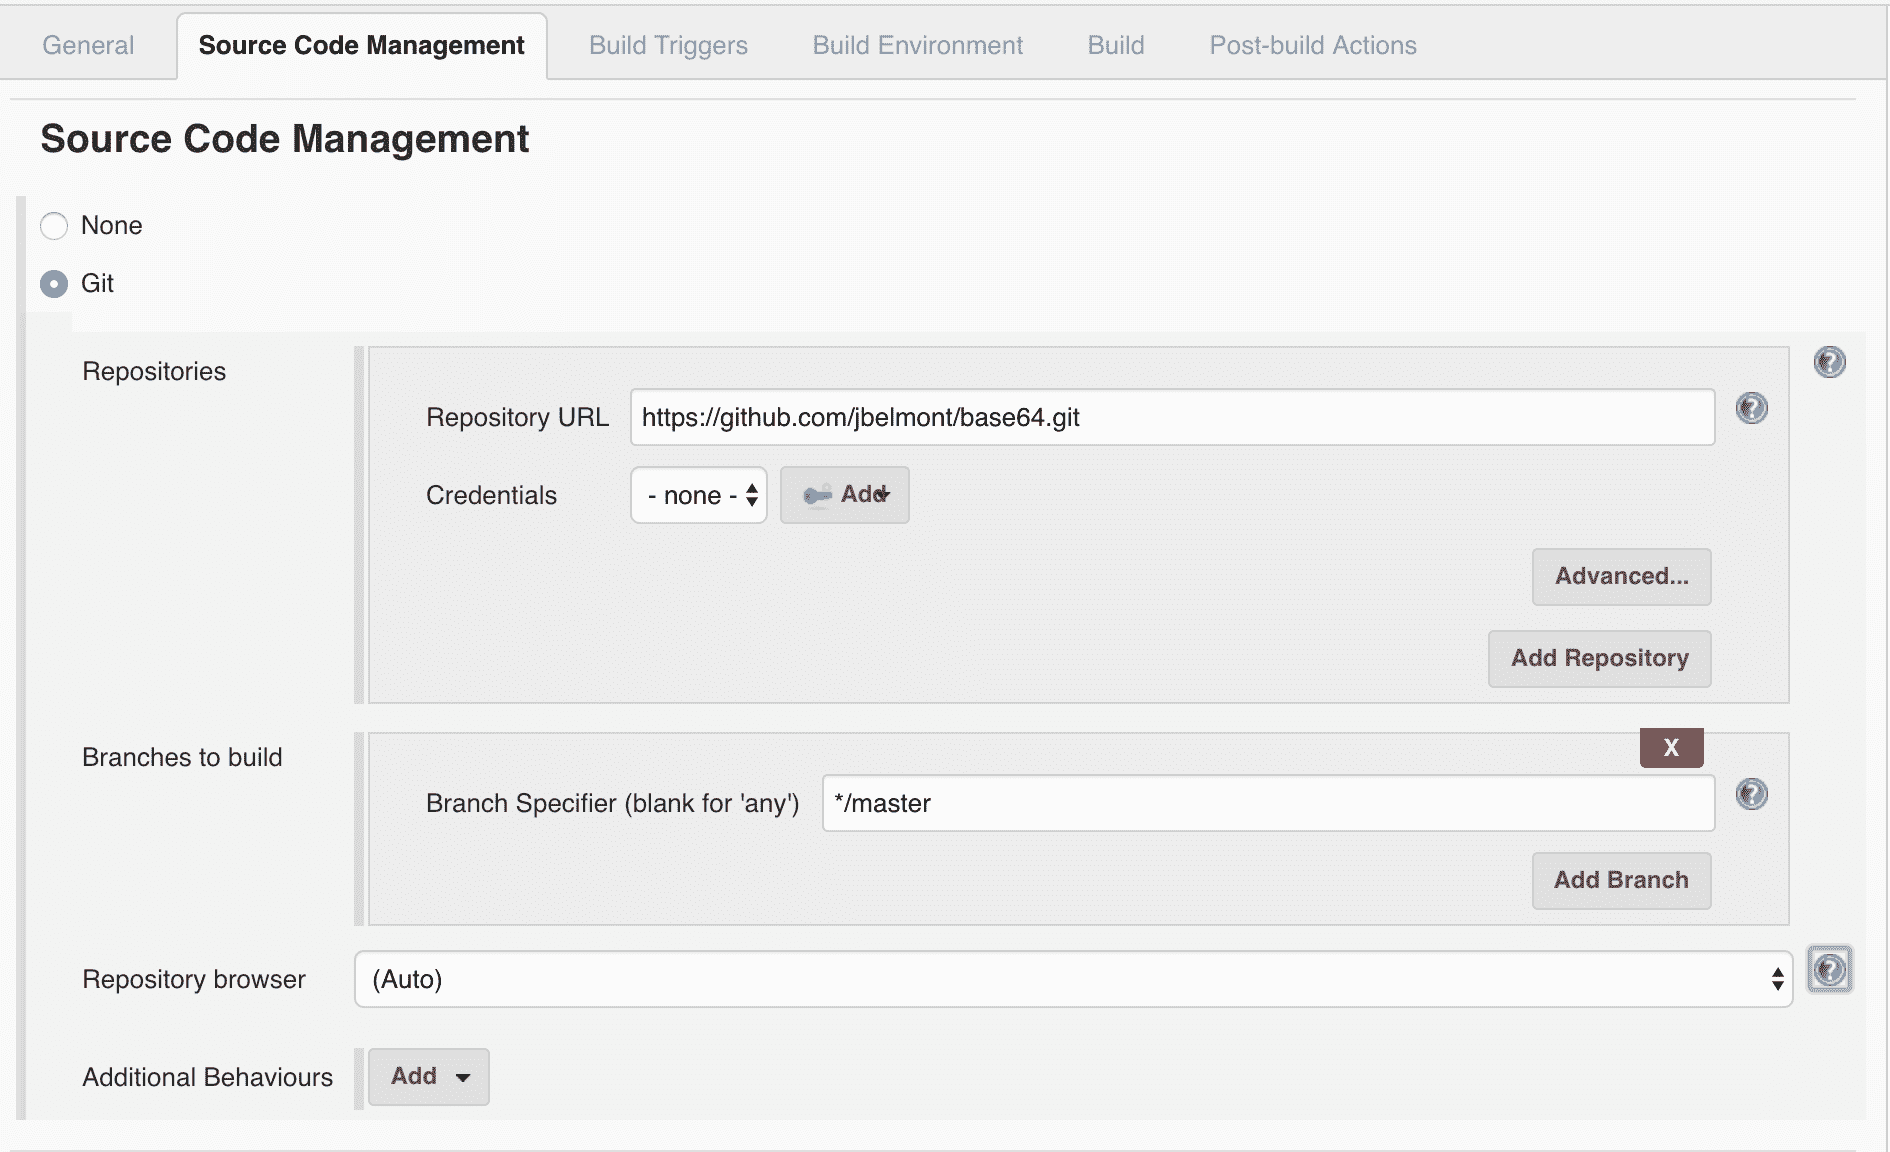 General Source Code Management Build Triggers Build Environment Build Post-build Actions
Source Code Management
None
Git
Repositories
Repository URL https://github.com/jbelmont/base64.git
Credentials - none - Add
Advanced...
Add Repository
Branches to build
X
Branch Specifier (blank for 'any') */master
Add Branch
Repository browser (Auto)
Additional Behaviours Add